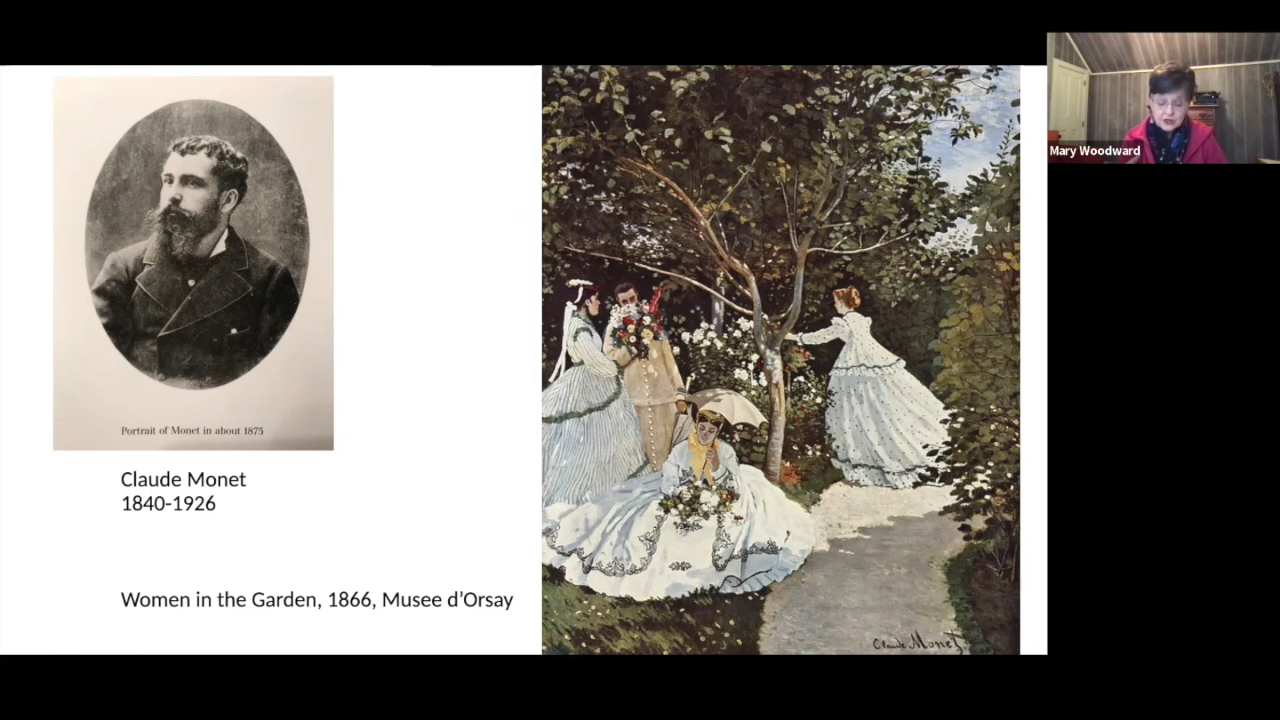 Portrait of Monet in about 1875
Claude Monet
1840-1926
Women in the Garden, 1866, Musee d’Orsay
Claude Monet
Mary Woodward